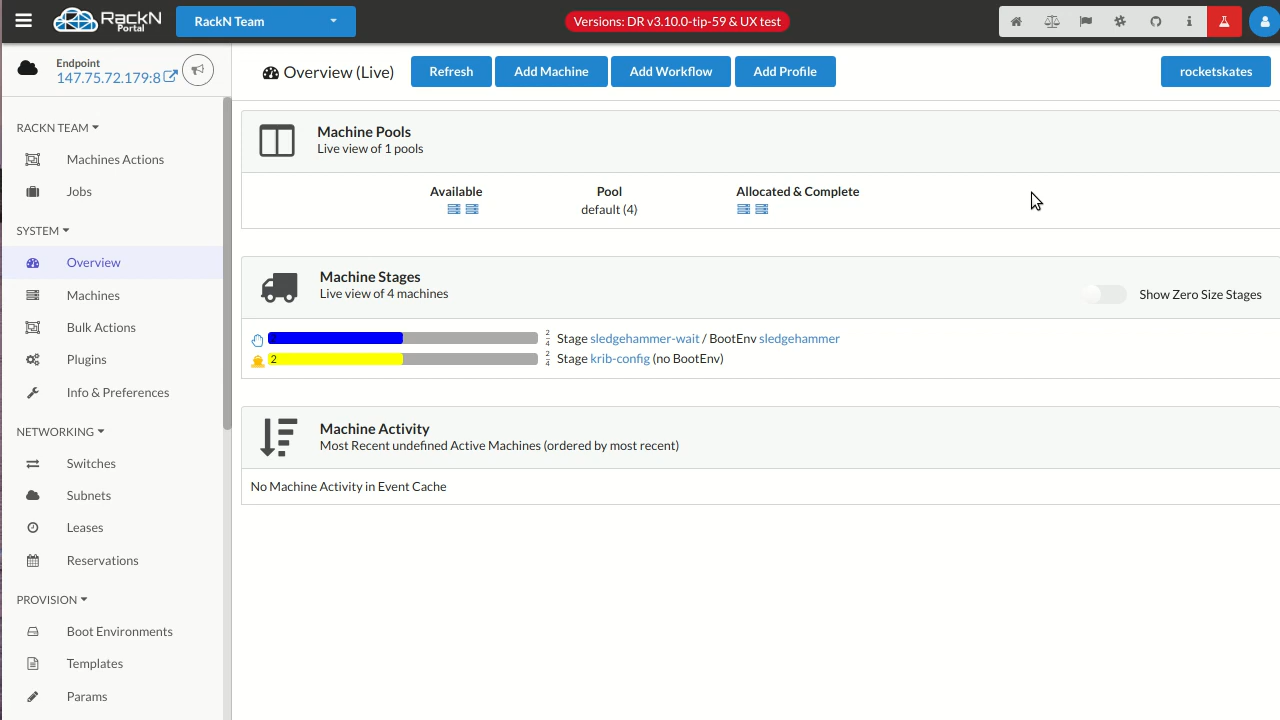 RackN
Portal
RackN Team
Versions: DR v3.10.0-tip-59 & UX test
Endpoint
147.75.72.179:8
Overview (Live)
Refresh
Add Machine
Add Workflow
Add Profile
rocketskates
RACKN TEAM
Machines Actions
Jobs
SYSTEM
Overview
Machines
Bulk Actions
Plugins
Info & Preferences
NETWORKING
Switches
Subnets
Leases
Reservations
PROVISION
Boot Environments
Templates
Params
Machine Pools
Live view of 1 pools
Available
Pool
Allocated & Complete
default (4)
Machine Stages
Live view of 4 machines
Show Zero Size Stages
2
2
4
Stage sledgehammer-wait / BootEnv sledgehammer
2
2
4
Stage krib-config (no BootEnv)
Machine Activity
Most Recent undefined Active Machines (ordered by most recent)
No Machine Activity in Event Cache